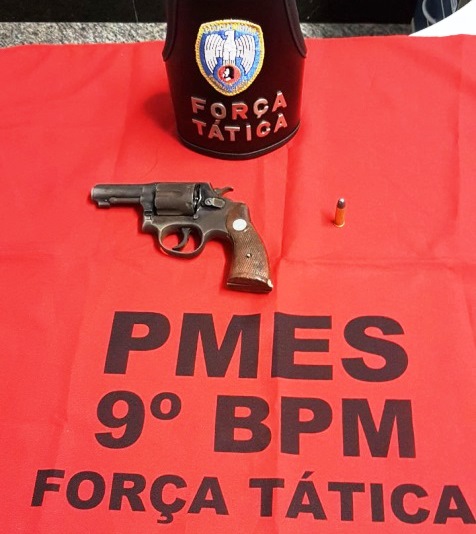 FORÇA
TÁTICA
PMES
9º BPM
FORÇA TÁTICA